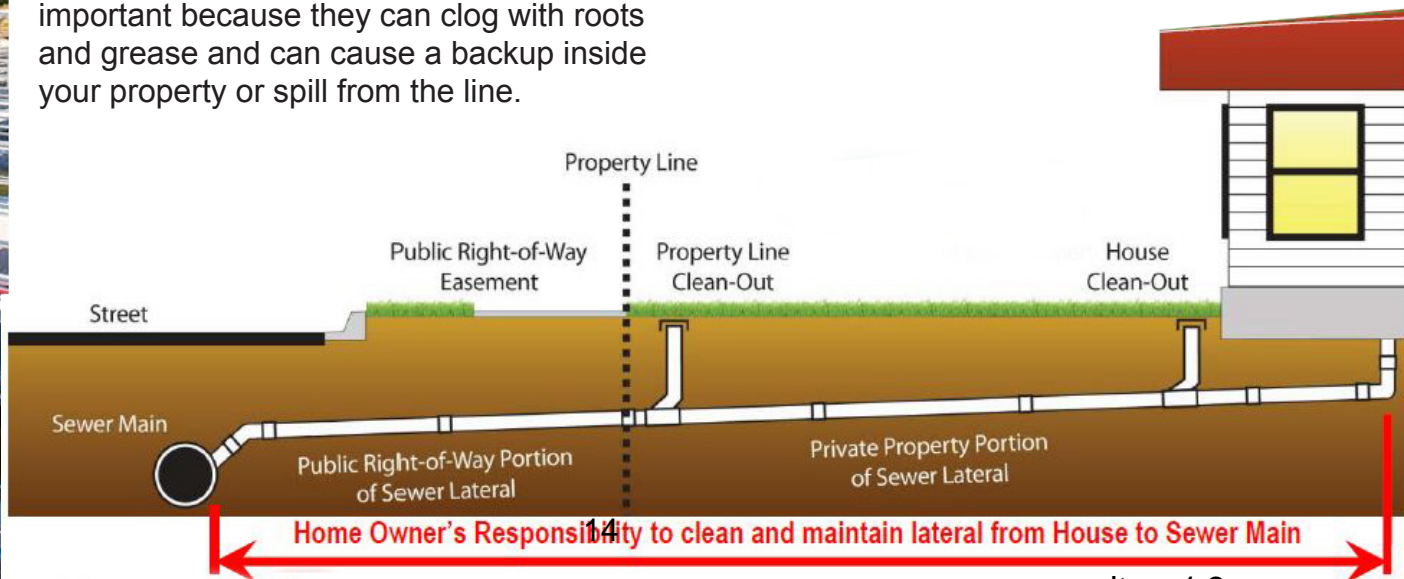 important because they can clog with roots
and grease and can cause a backup inside
your property or spill from the line.
Property Line
Public Right-of-Way
Easement
Property Line
Clean-Out
House
Clean-Out
Street
Sewer Main
Public Right-of-Way Portion
of Sewer Lateral
Private Property Portion
of Sewer Lateral
Home Owner's Responsibility to clean and maintain lateral from House to Sewer Main
14